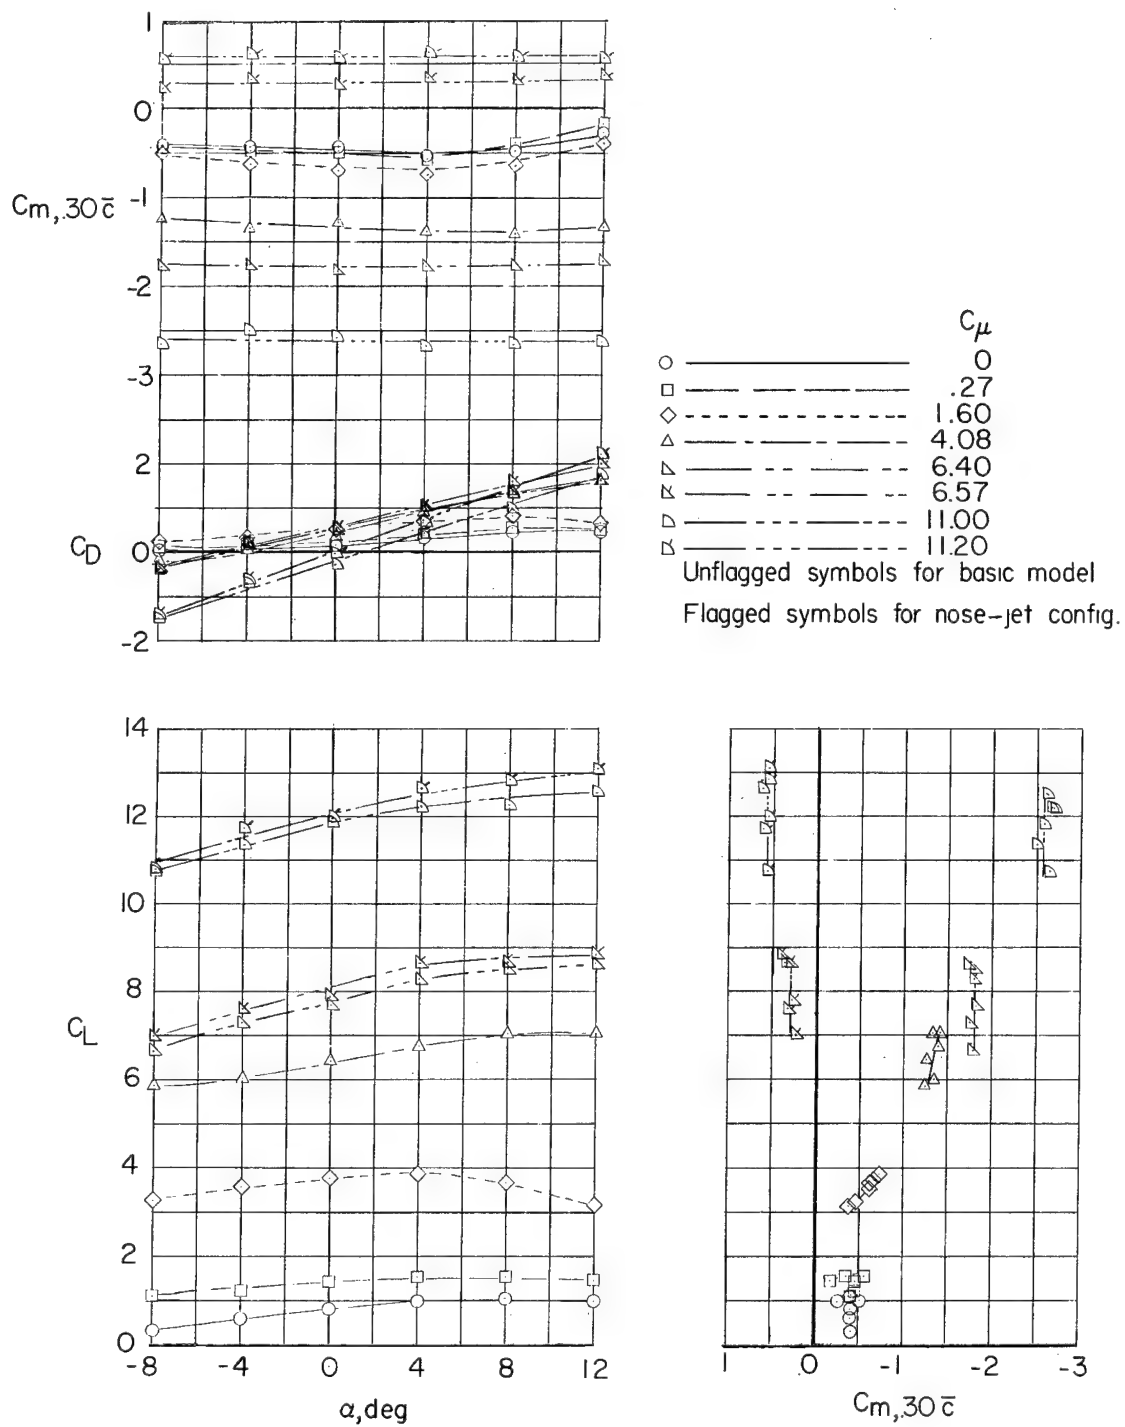 1
0
Cm,.30c̄
-1
-2
-3
2
CD 0
-2
Cμ
0
.27
1.60
4.08
6.40
6.57
11.00
11.20
Unflagged symbols for basic model
Flagged symbols for nose-jet config.
14
12
10
8
CL
6
4
2
0
-8 -4 0 4 8 12
α,deg
1 0 -1 -2 -3
Cm,.30c̄